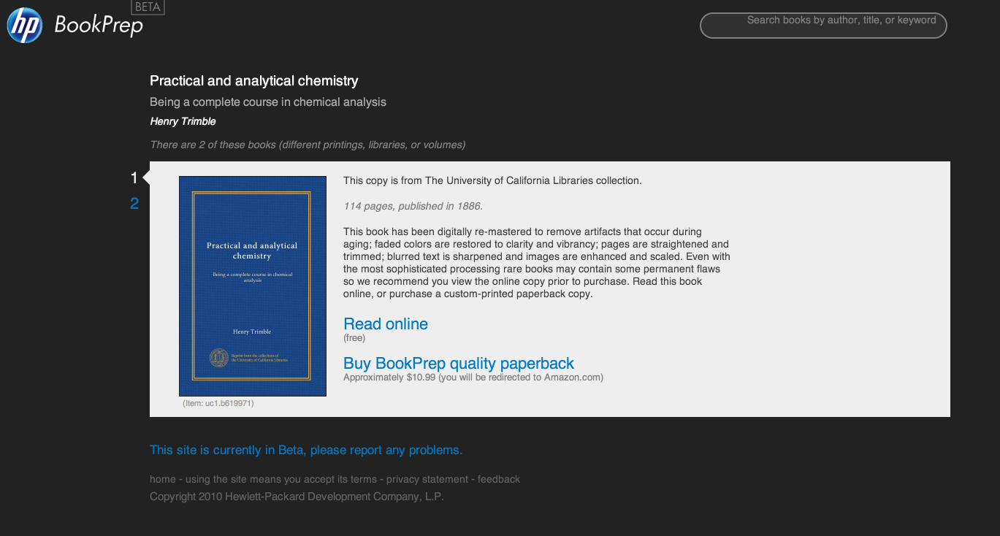 BETA
hp BookPrep
Search books by author, title, or keyword
Practical and analytical chemistry
Being a complete course in chemical analysis
Henry Trimble
There are 2 of these books (different printings, libraries, or volumes)
1
2
Practical and analytical
chemistry
Being a complete course in chemical
analysis
Henry Trimble
Reprint from the collections of
the University of California Libraries
(Item: uc1.b619971)
This copy is from The University of California Libraries collection.
114 pages, published in 1886.
This book has been digitally re-mastered to remove artifacts that occur during
aging; faded colors are restored to clarity and vibrancy; pages are straightened and
trimmed; blurred text is sharpened and images are enhanced and scaled. Even with
the most sophisticated processing rare books may contain some permanent flaws
so we recommend you view the online copy prior to purchase. Read this book
online, or purchase a custom-printed paperback copy.
Read online
(free)
Buy BookPrep quality paperback
Approximately $10.99 (you will be redirected to Amazon.com)
This site is currently in Beta, please report any problems.
home - using the site means you accept its terms - privacy statement - feedback
Copyright 2010 Hewlett-Packard Development Company, L.P.